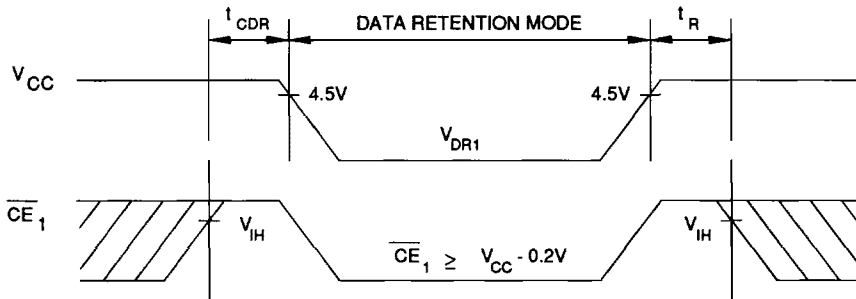 t CDR DATA RETENTION MODE t R
V CC
4.5V 4.5V
V DR1
CE 1
V IH V IH
CE 1 ≥ V CC - 0.2V